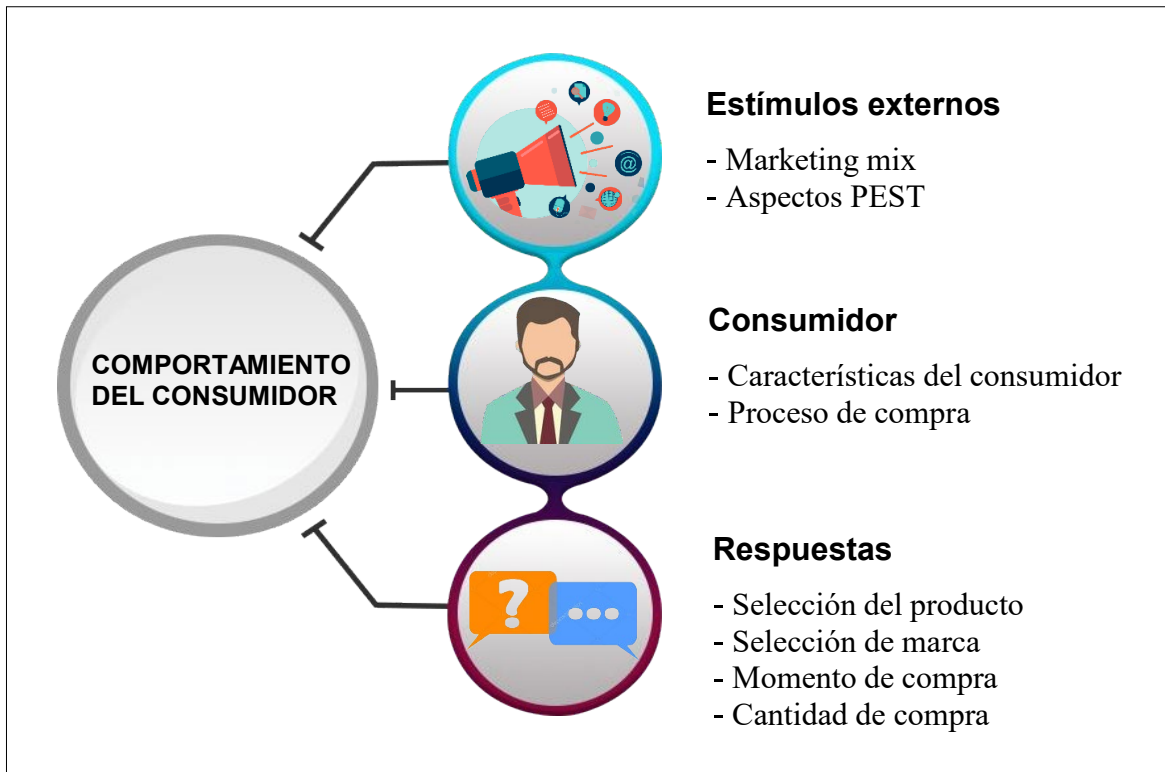 Estímulos externos
- Marketing mix
- Aspectos PEST
COMPORTAMIENTO
DEL CONSUMIDOR
Consumidor
- Características del consumidor
- Proceso de compra
Respuestas
- Selección del producto
- Selección de marca
- Momento de compra
- Cantidad de compra
@
?
...